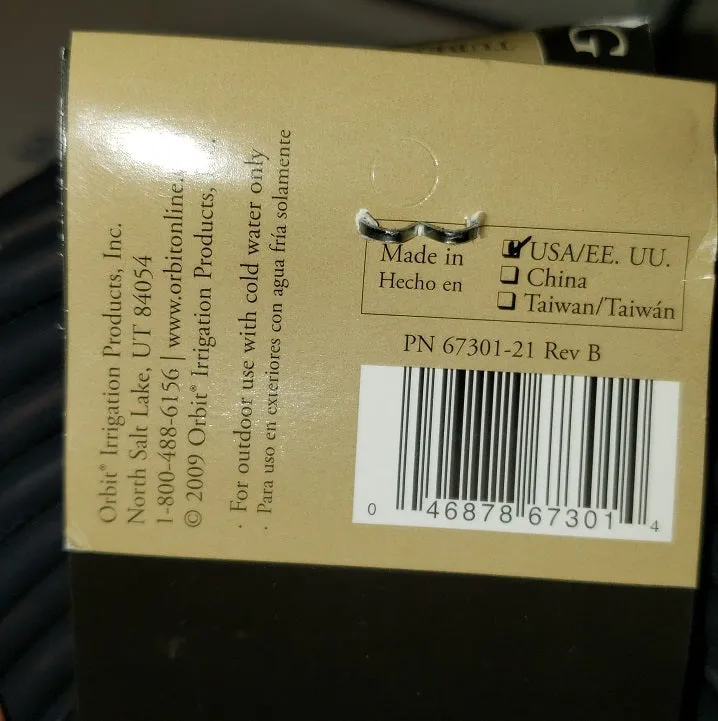 G
Made in
Hecho en
USA/EE. UU.
China
Taiwan/Taiwán
PN 67301-21 Rev B
0 46878 67301 4
Orbit® Irrigation Products, Inc.
North Salt Lake, UT 84054
1-800-488-6156 | www.orbitonline.
© 2009 Orbit® Irrigation Products,
· For outdoor use with cold water only
· Para uso en exteriores con agua fría solamente